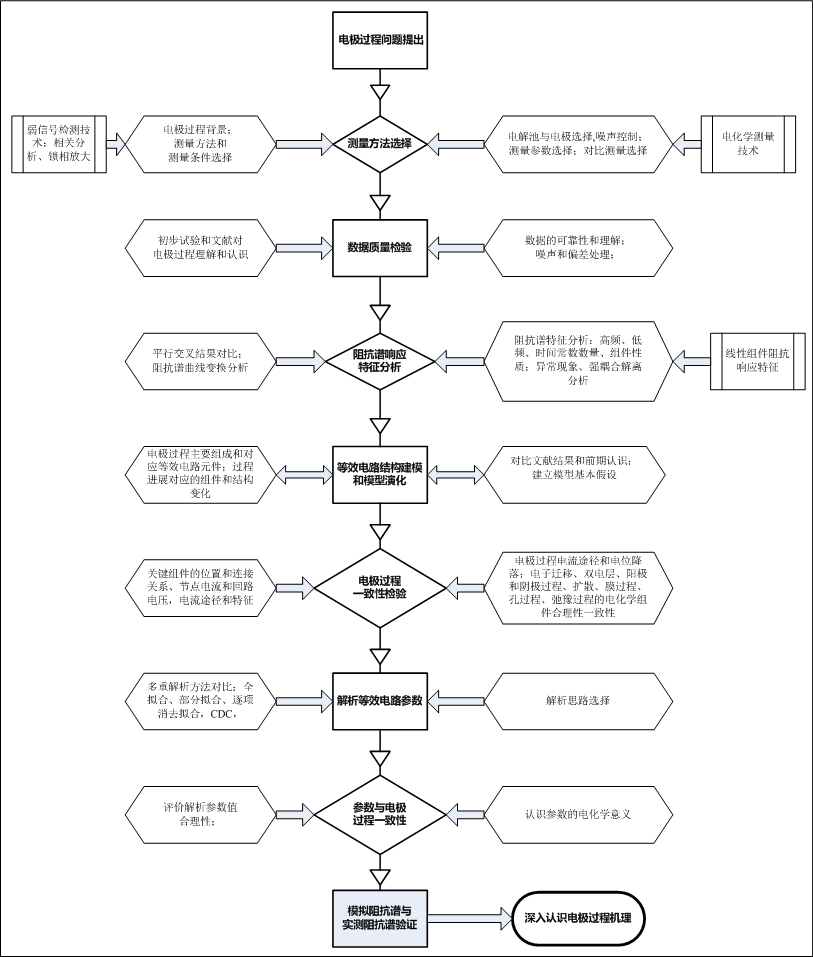 电极过程问题提出
弱信号检测技
术；相关分
析、锁相放大
电极过程背景；
测量方法和
测量条件选择
测量方法选择
电解池与电极选择,噪声控制；
测量参数选择；对比测量选择
电化学测量
技术
初步试验和文献对
电极过程理解和认识
数据质量检验
数据的可靠性和理解；
噪声和偏差处理；
平行交叉结果对比；
阻抗谱曲线变换分析
阻抗谱响应
特征分析
阻抗谱特征分析：高频、低
频、时间常数数量、组件性
质；异常现象、强耦合解离
分析
线性组件阻抗
响应特征
电极过程主要组成和对
应等效电路元件；过程
进展对应的组件和结构
变化
等效电路结构建模
和模型演化
对比文献结果和前期认识；
建立模型基本假设
关键组件的位置和连接
关系、节点电流和回路
电压，电流途径和特征
电极过程
一致性检验
电极过程电流途径和电位降
落；电子迁移、双电层、阳极
和阴极过程、扩散、膜过程、
孔过程、弛豫过程的电化学组
件合理性一致性
多重解析方法对比：全
拟合、部分拟合、逐项
消去拟合，CDC，
解析等效电路参数
解析思路选择
评价解析参数值
合理性；
参数与电极
过程一致性
认识参数的电化学意义
模拟阻抗谱与
实测阻抗谱验证
深入认识电极过程机理